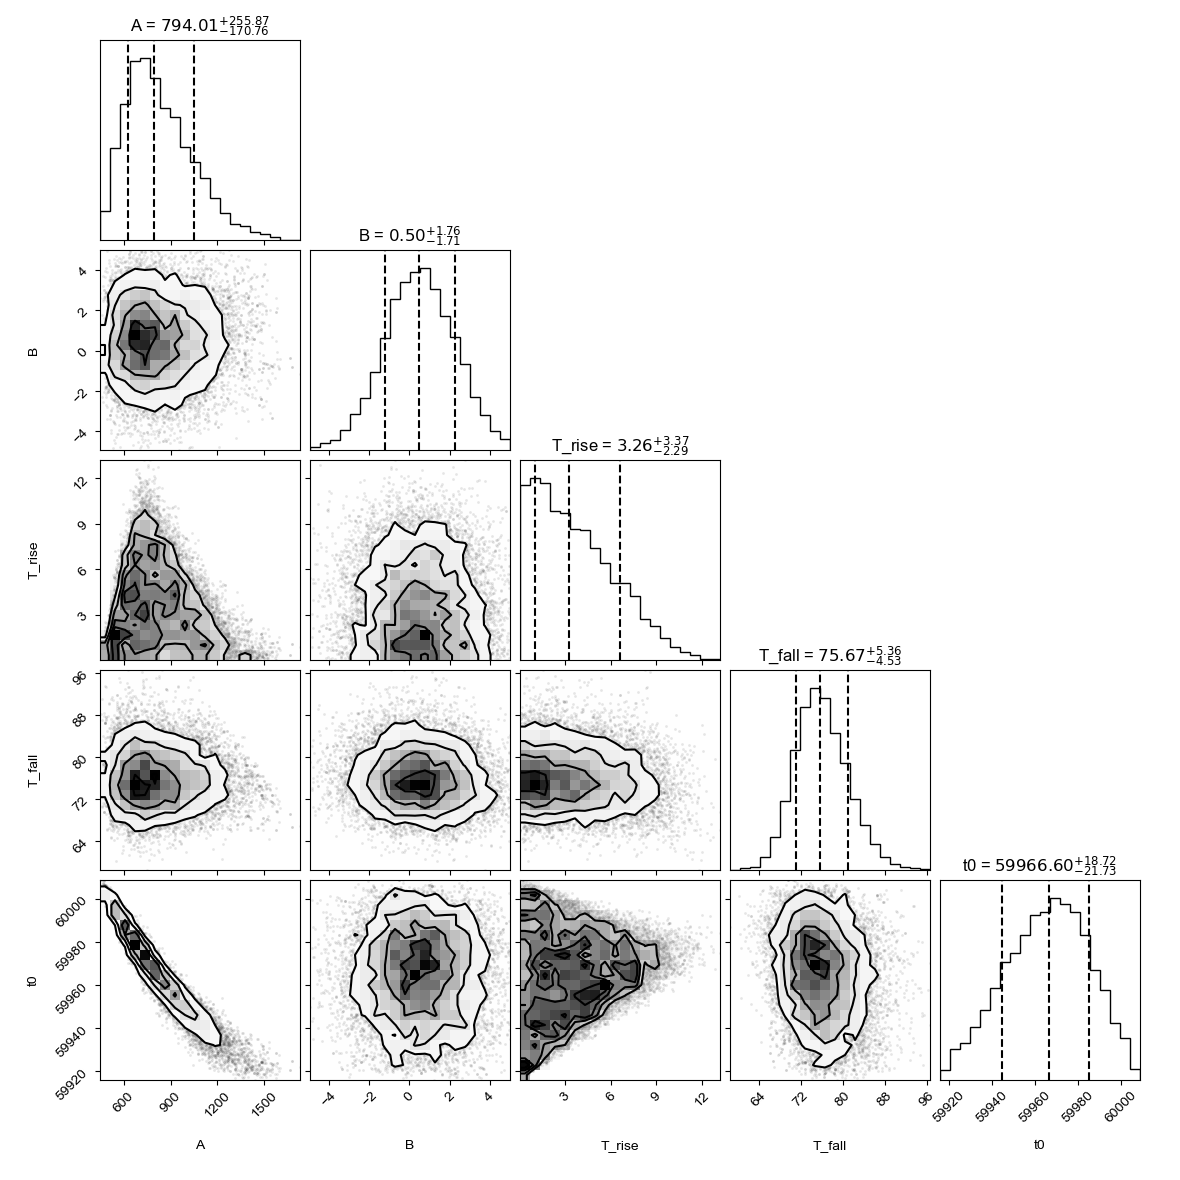 A = 794.01+255.87−170.76
B = 0.50+1.76−1.71
4
2
0
−2
−4
B
T_rise = 3.26+3.37−2.29
12
9
6
3
T_rise
T_fall = 75.67+5.36−4.53
96
88
80
72
64
T_fall
t0 = 59966.60+18.72−21.73
60000
59980
59960
59940
59920
t0
600 900 1200 1500 −4 −2 0 2 4 3 6 9 12 64 72 80 88 96 59920 59940 59960 59980 60000
A B T_rise T_fall t0